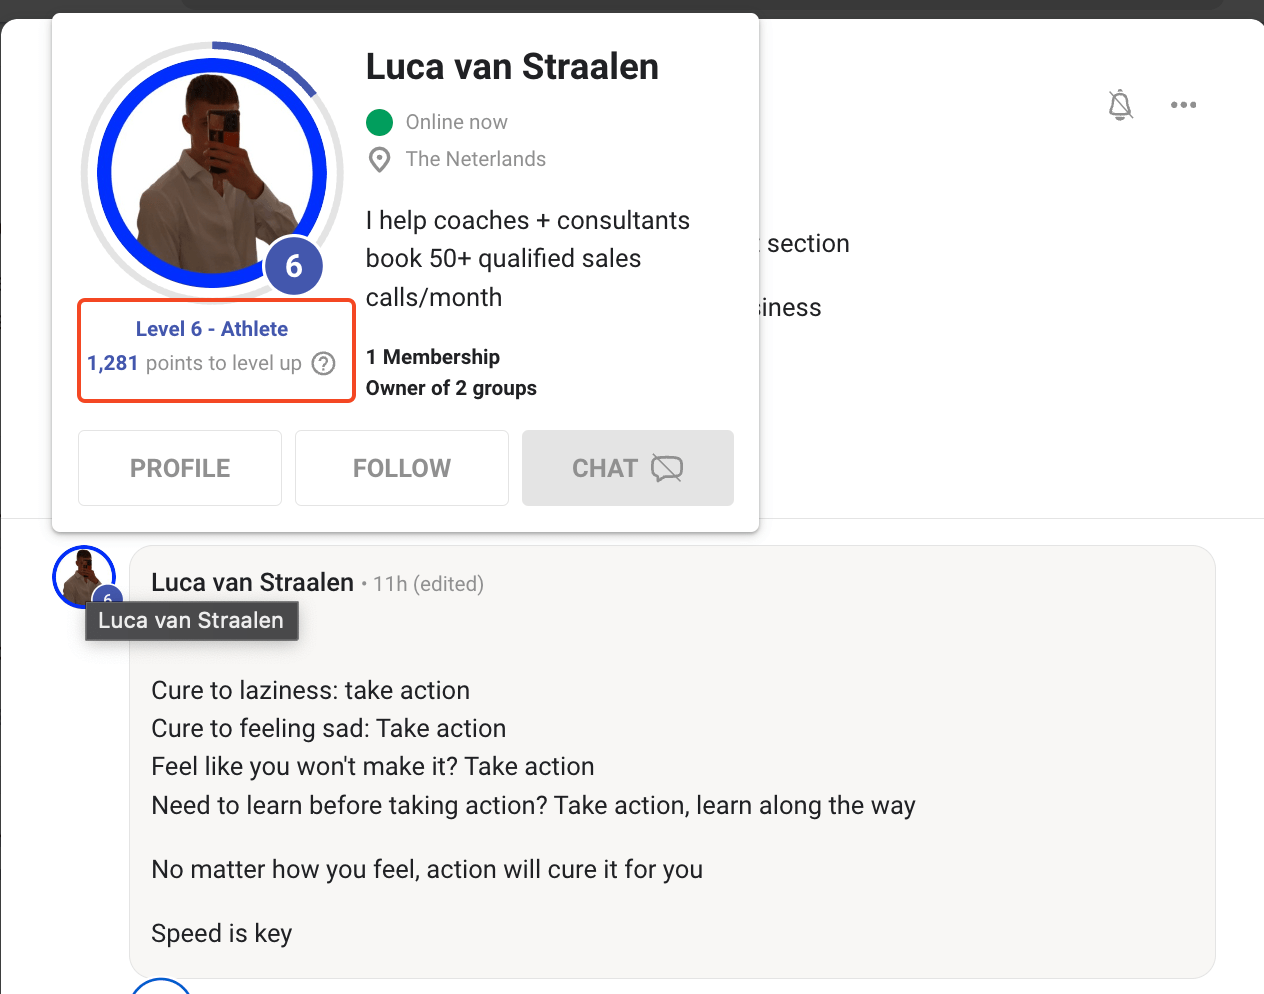 Luca van Straalen
Online now
The Neterlands
I help coaches + consultants
book 50+ qualified sales
calls/month
6
Level 6 - Athlete
1,281 points to level up ?
1 Membership
Owner of 2 groups
PROFILE
FOLLOW
CHAT
section
siness
Luca van Straalen • 11h (edited)
6
Luca van Straalen
Cure to laziness: take action
Cure to feeling sad: Take action
Feel like you won't make it? Take action
Need to learn before taking action? Take action, learn along the way
No matter how you feel, action will cure it for you
Speed is key